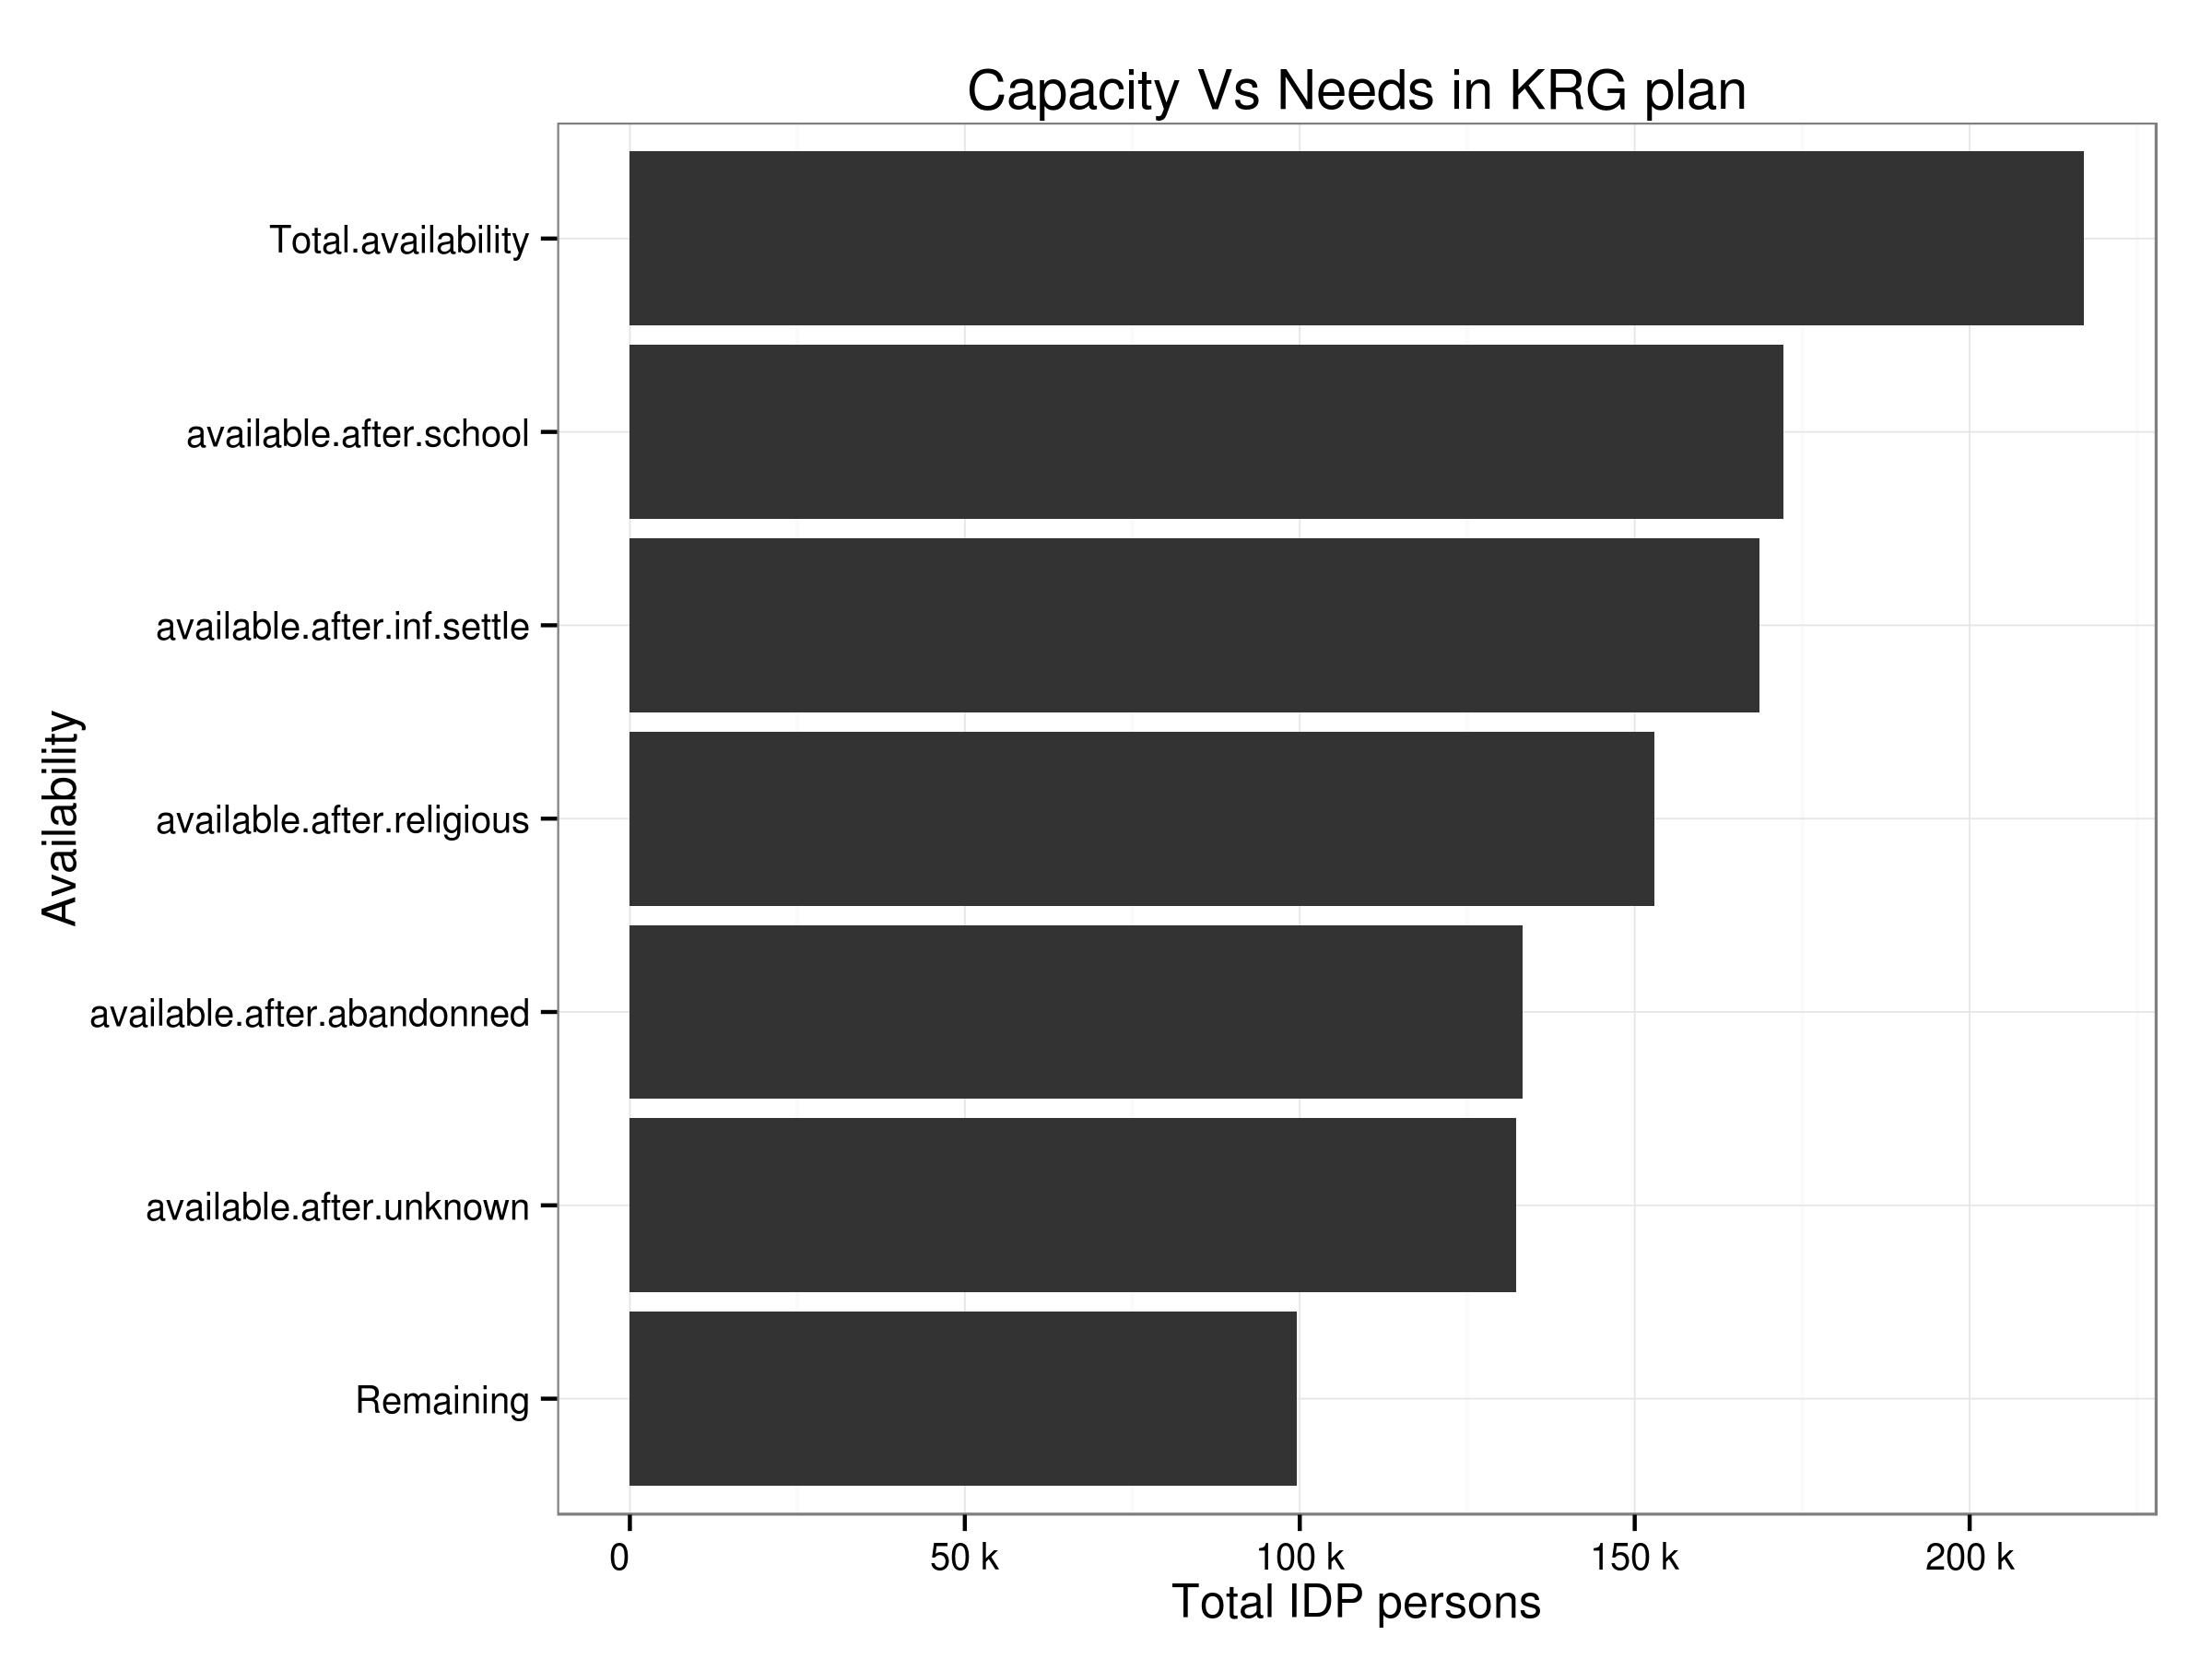 Capacity Vs Needs in KRG plan
Availability
Total.availability
available.after.school
available.after.inf.settle
available.after.religious
available.after.abandonned
available.after.unknown
Remaining
0 50 k 100 k 150 k 200 k
Total IDP persons